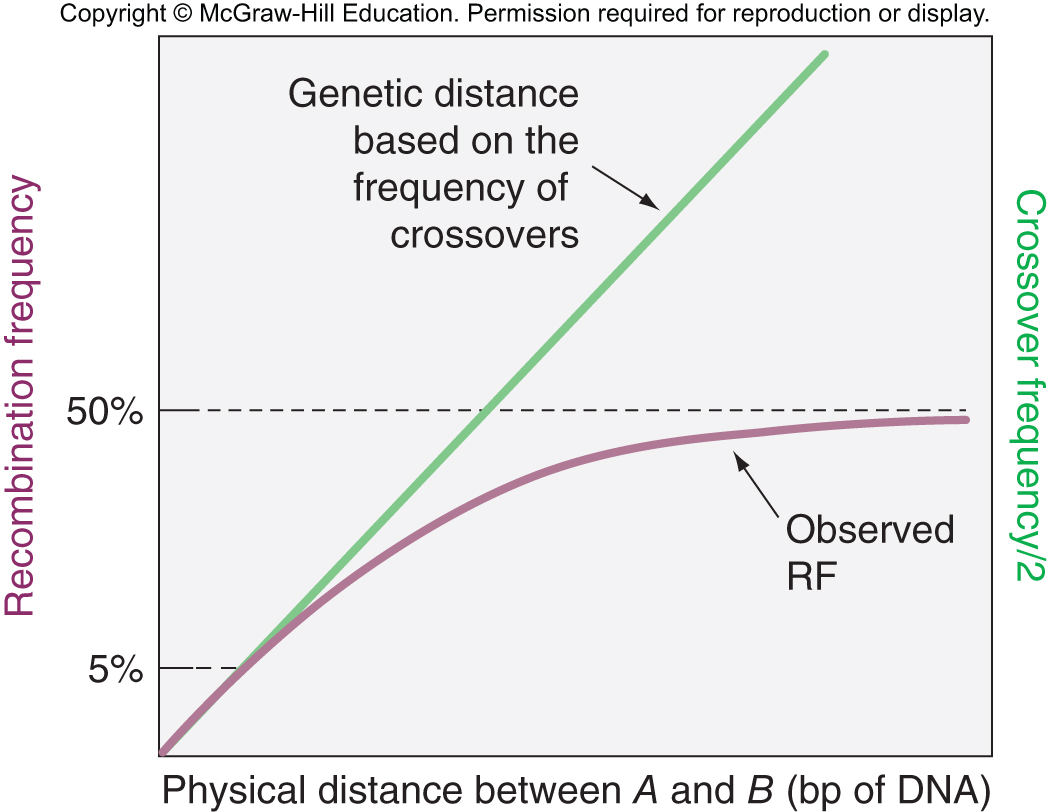 Copyright © McGraw-Hill Education. Permission required for reproduction or display.
Genetic distance
based on the
frequency of
crossovers
Recombination frequency
Crossover frequency/2
50%
Observed
RF
5%
Physical distance between A and B (bp of DNA)